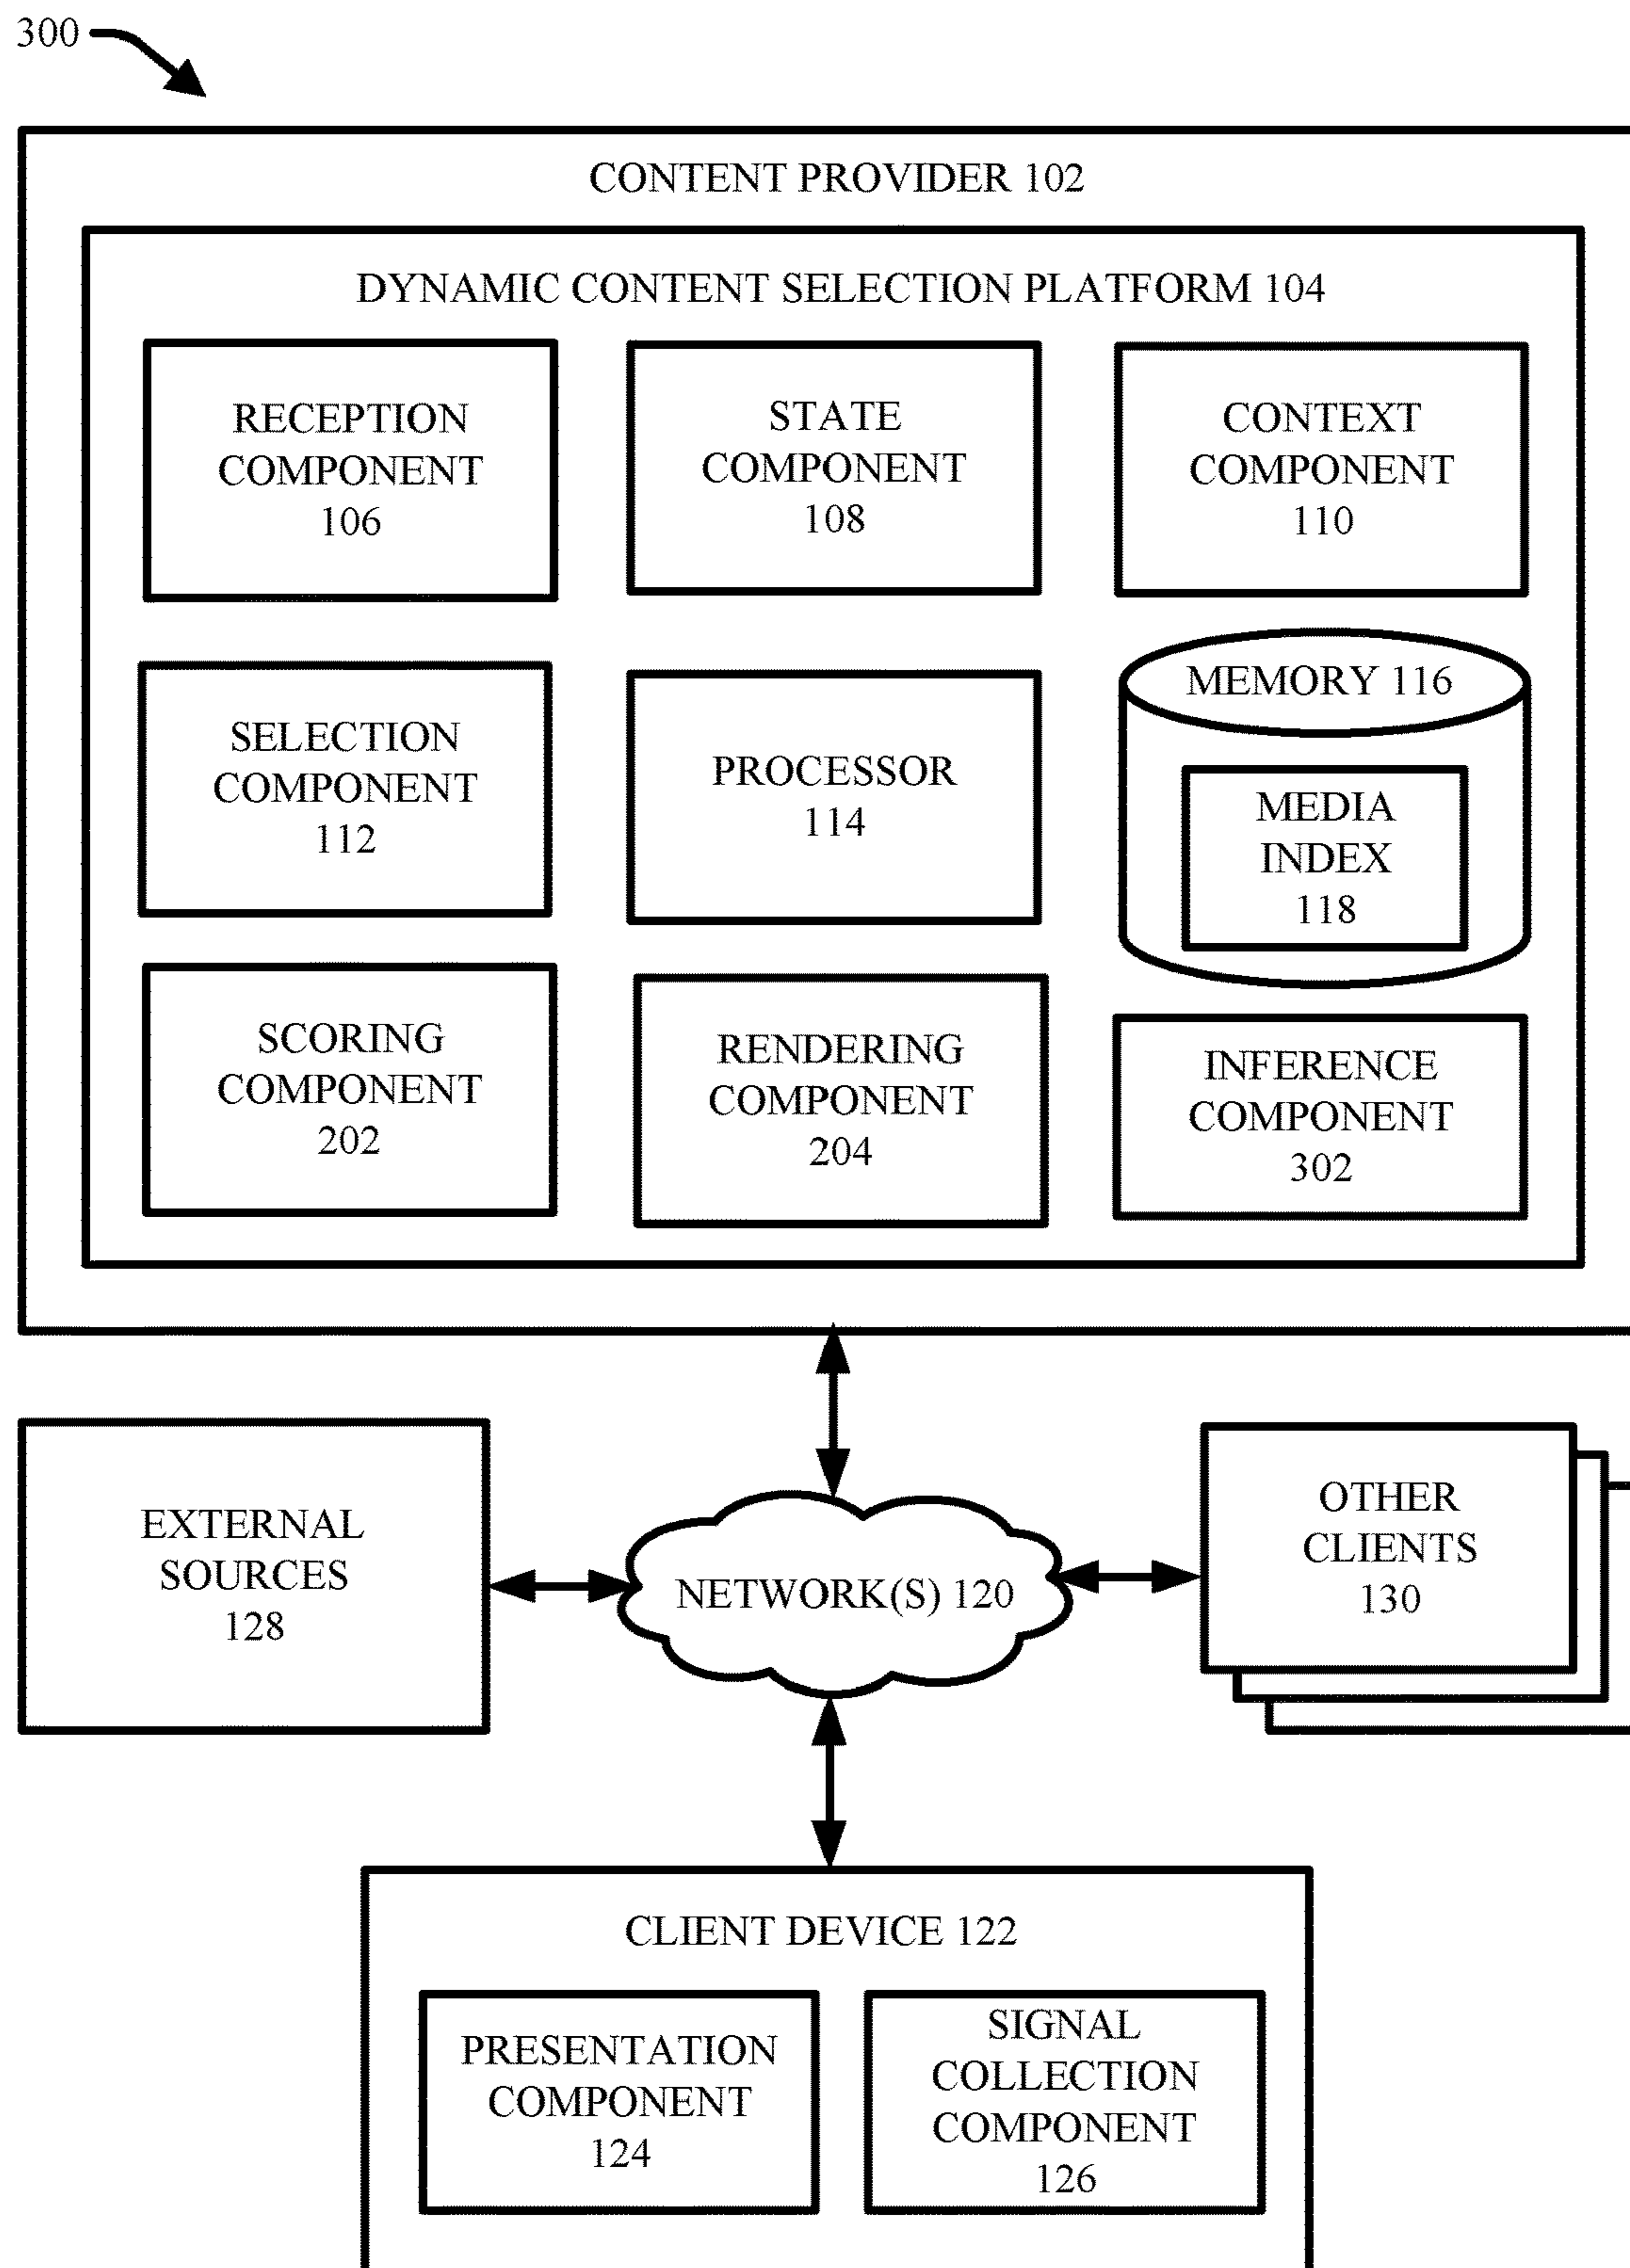 300
CONTENT PROVIDER 102
DYNAMIC CONTENT SELECTION PLATFORM 104
RECEPTION
COMPONENT
106
STATE
COMPONENT
108
CONTEXT
COMPONENT
110
SELECTION
COMPONENT
112
PROCESSOR
114
MEMORY 116
MEDIA
INDEX
118
SCORING
COMPONENT
202
RENDERING
COMPONENT
204
INFERENCE
COMPONENT
302
EXTERNAL
SOURCES
128
NETWORK(S) 120
OTHER
CLIENTS
130
CLIENT DEVICE 122
PRESENTATION
COMPONENT
124
SIGNAL
COLLECTION
COMPONENT
126